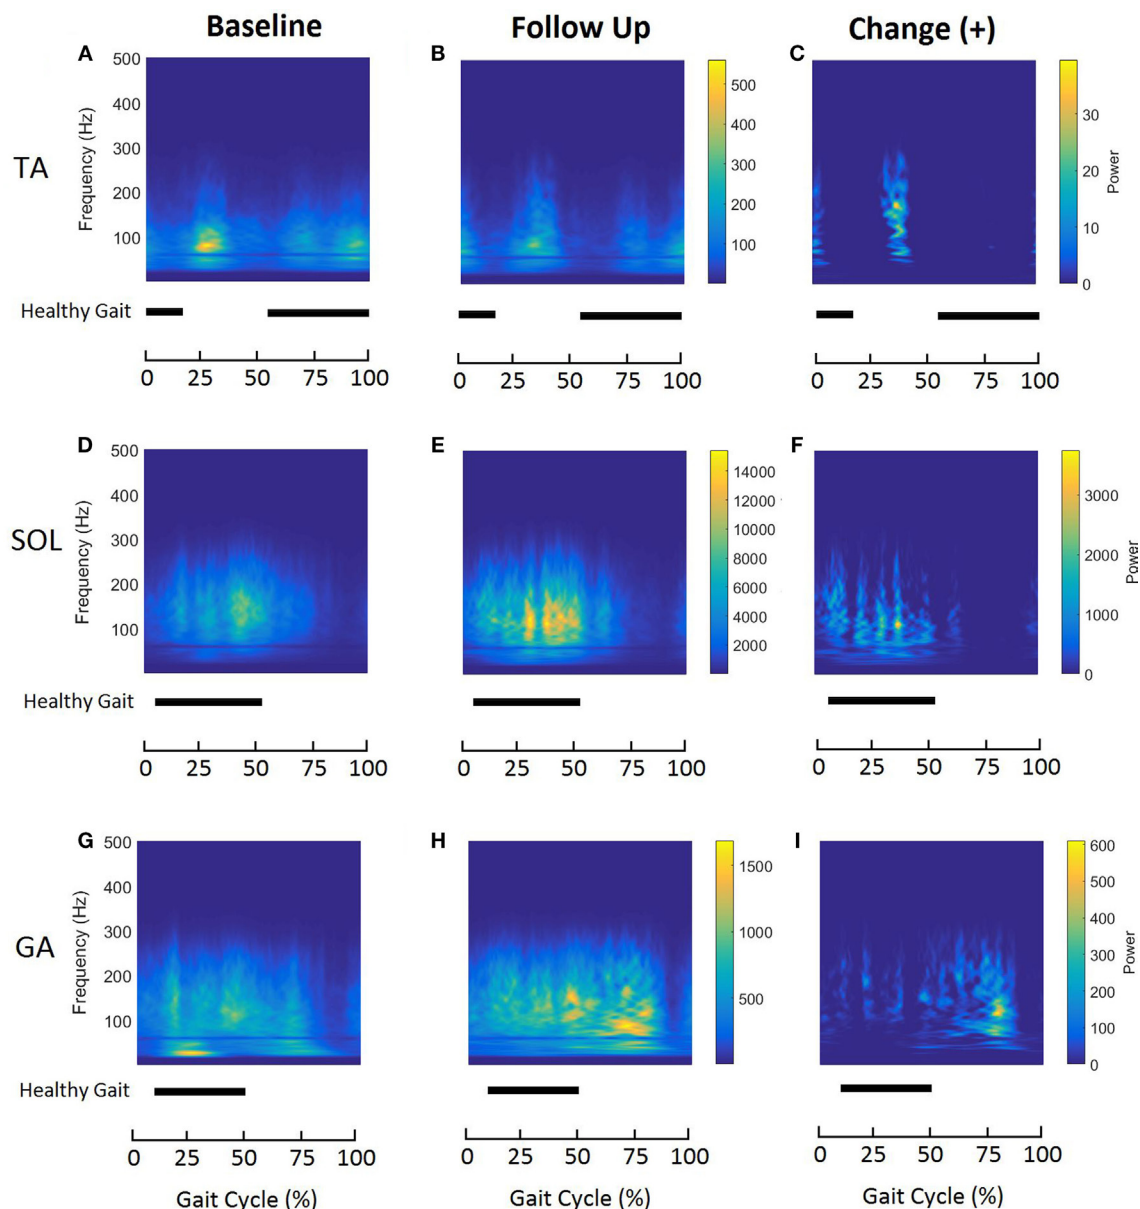 Baseline
Follow Up
Change (+)
A
B
C
TA
Frequency (Hz)
500
400
300
200
100
500
400
300
200
100
30
20
10
0
Power
Healthy Gait
0 25 50 75 100
0 25 50 75 100
0 25 50 75 100
D
E
F
SOL
Frequency (Hz)
500
400
300
200
100
14000
12000
10000
8000
6000
4000
2000
3000
2000
1000
0
Power
Healthy Gait
0 25 50 75 100
0 25 50 75 100
0 25 50 75 100
G
H
I
GA
Frequency (Hz)
500
400
300
200
100
1500
1000
500
600
500
400
300
200
100
0
Power
Healthy Gait
0 25 50 75 100
0 25 50 75 100
0 25 50 75 100
Gait Cycle (%)
Gait Cycle (%)
Gait Cycle (%)